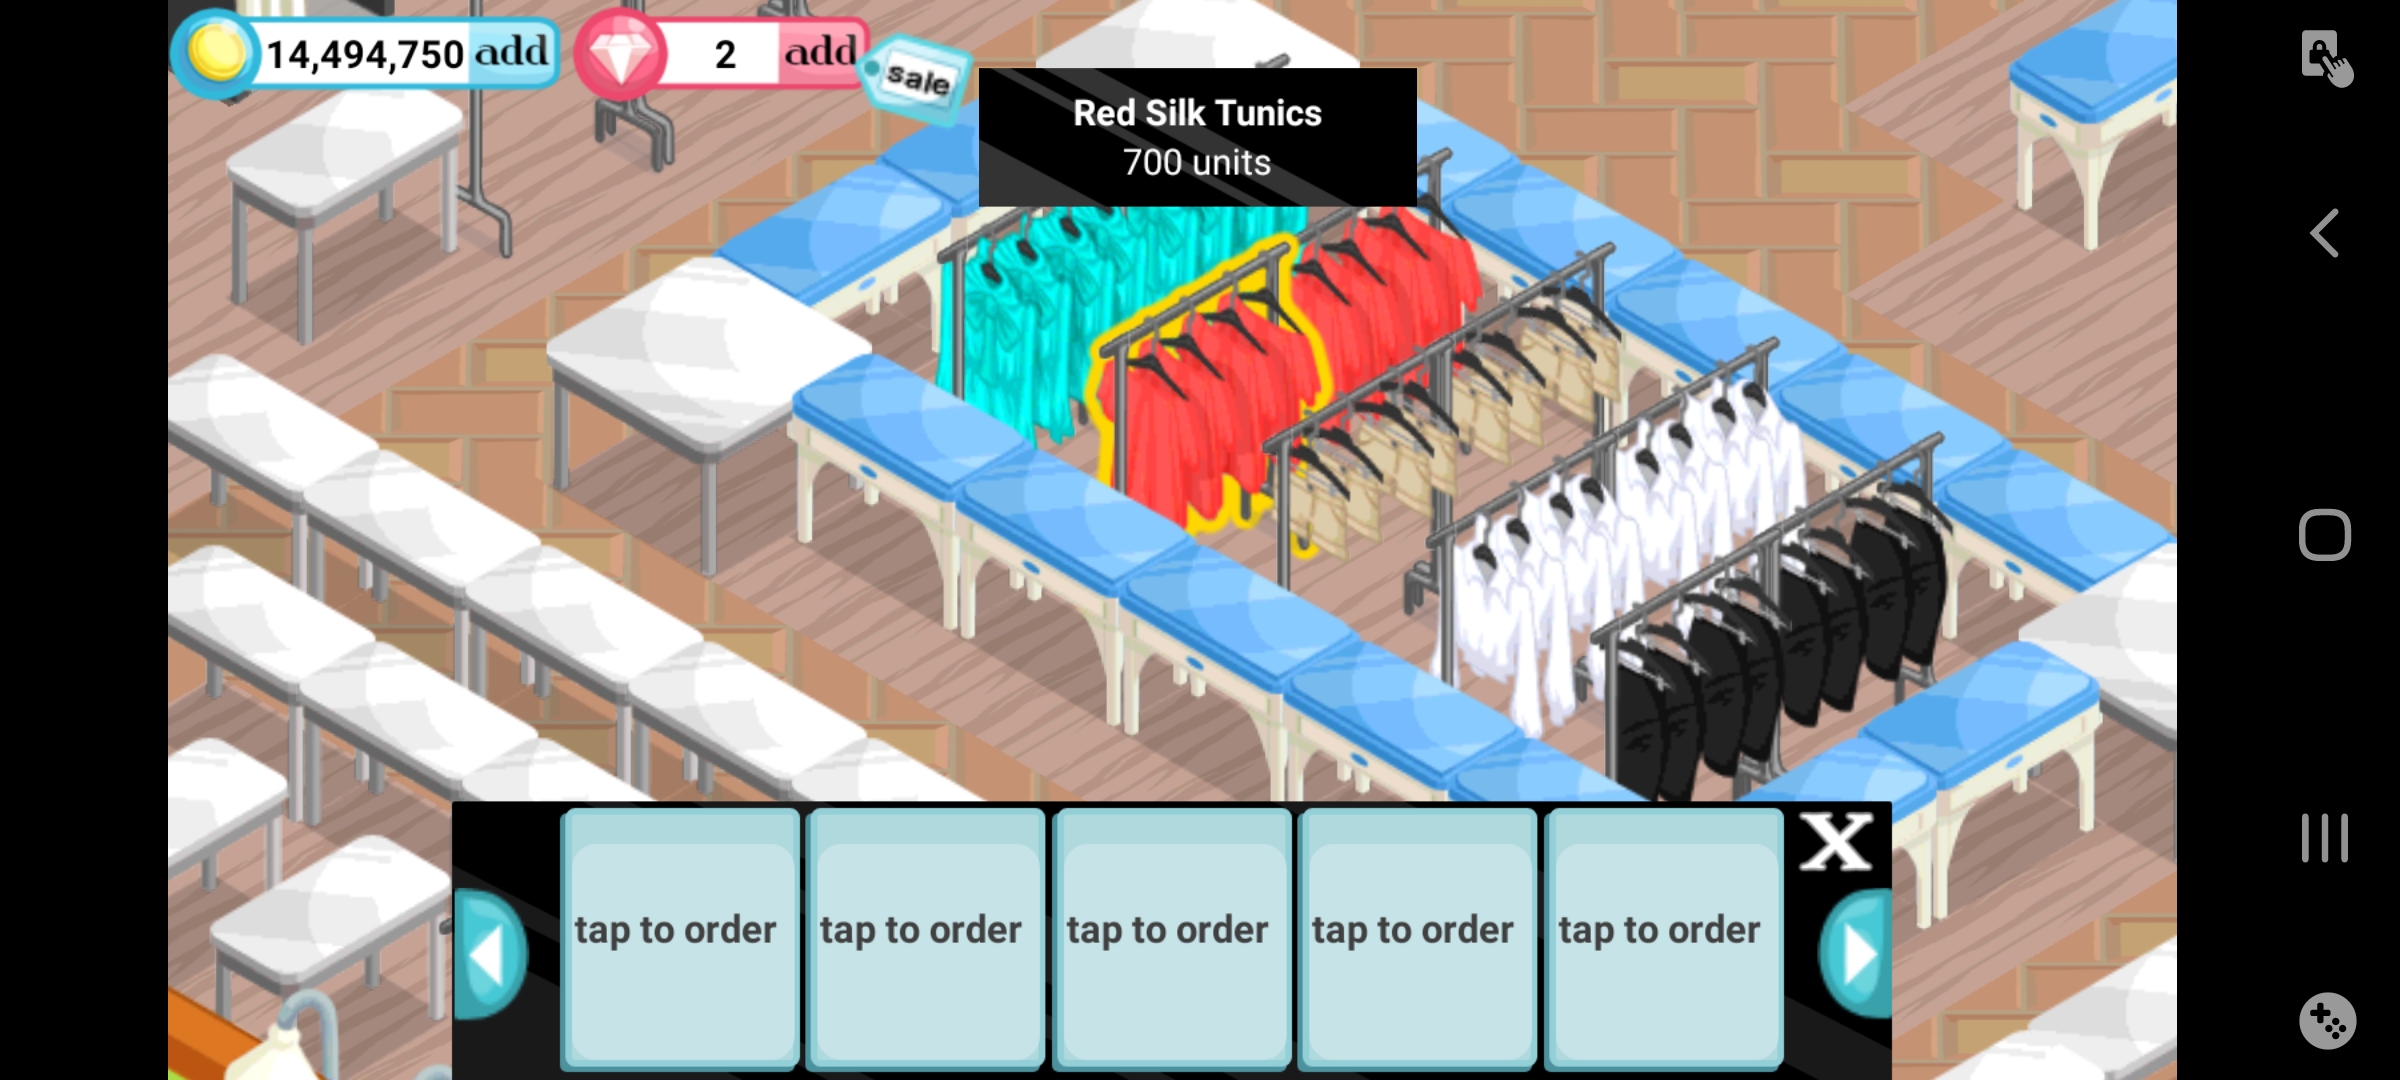 14,494,750 add
2 add
sale
Red Silk Tunics
700 units
X
tap to order
tap to order
tap to order
tap to order
tap to order